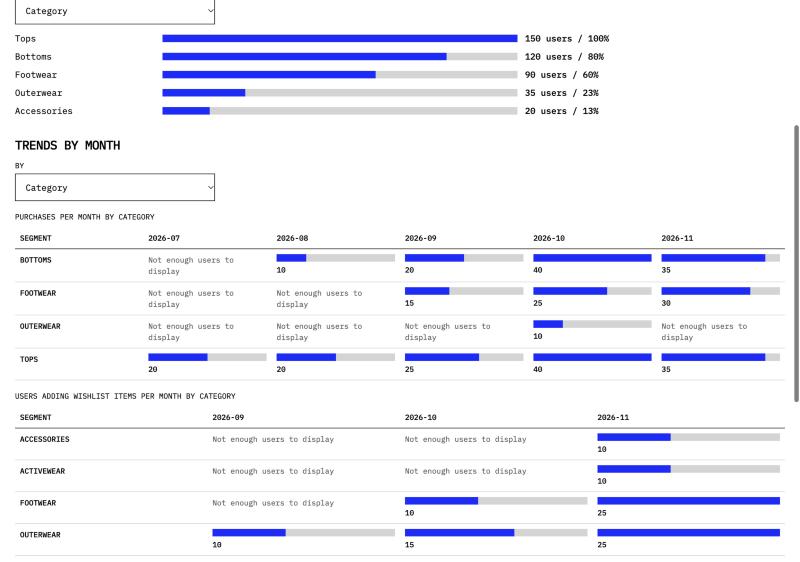 Category
Tops 150 users / 100%
Bottoms 120 users / 80%
Footwear 90 users / 60%
Outerwear 35 users / 23%
Accessories 20 users / 13%
TRENDS BY MONTH
BY
Category
PURCHASES PER MONTH BY CATEGORY
SEGMENT 2026-07 2026-08 2026-09 2026-10 2026-11
BOTTOMS Not enough users to display 10 20 40 35
FOOTWEAR Not enough users to display Not enough users to display 15 25 30
OUTERWEAR Not enough users to display Not enough users to display Not enough users to display 10 Not enough users to display
TOPS 20 20 25 40 35
USERS ADDING WISHLIST ITEMS PER MONTH BY CATEGORY
SEGMENT 2026-09 2026-10 2026-11
ACCESSORIES Not enough users to display Not enough users to display 10
ACTIVEWEAR Not enough users to display Not enough users to display 10
FOOTWEAR Not enough users to display 10 25
OUTERWEAR 10 15 25